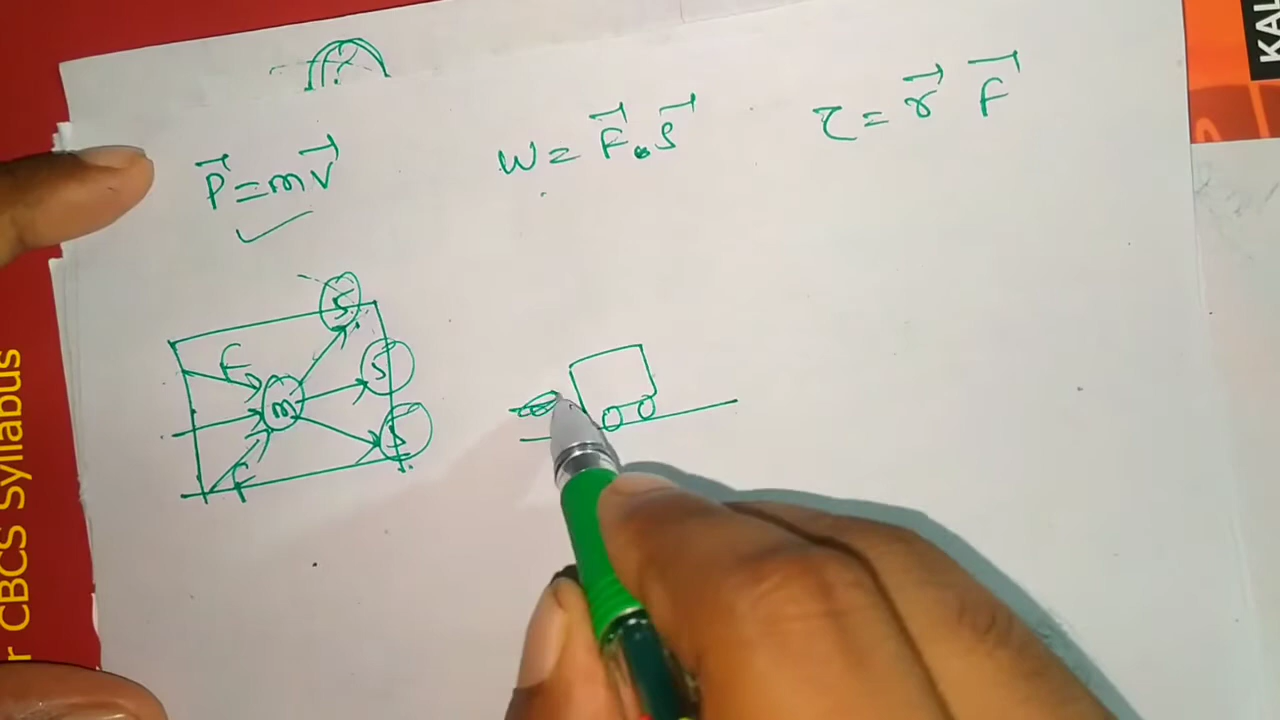 P⃗ = mV⃗
W = F⃗ . S⃗
τ = r⃗ F⃗
F
m
F
S
S
S
r CBCS Syllabus
KAL